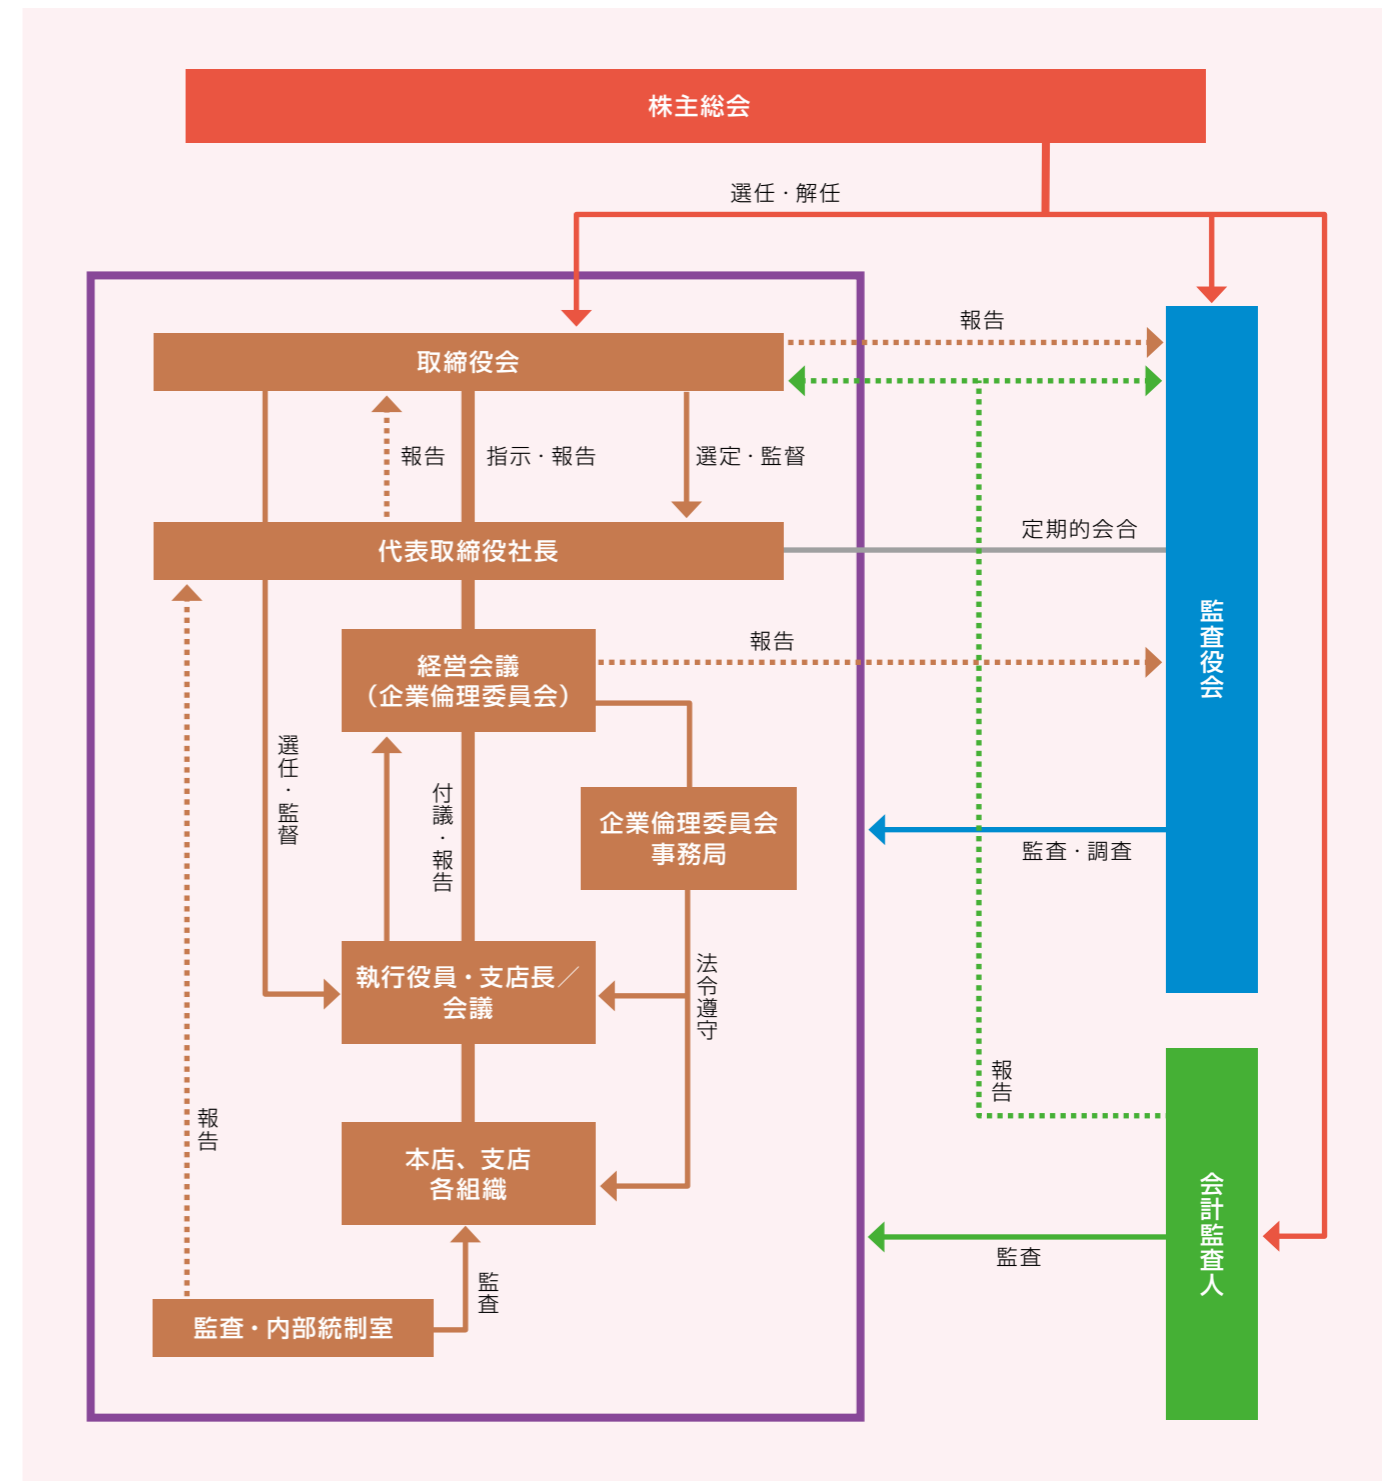 株主総会
選任・解任
取締役会
報告
報告
指示・報告
選定・監督
代表取締役社長
定期的会合
経営会議
（企業倫理委員会）
報告
監査役会
選任・監督
付議・報告
企業倫理委員会
事務局
監査・調査
執行役員・支店長／
会議
法令遵守
報告
報告
本店、支店
各組織
会計監査人
監査
監査
監査・内部統制室